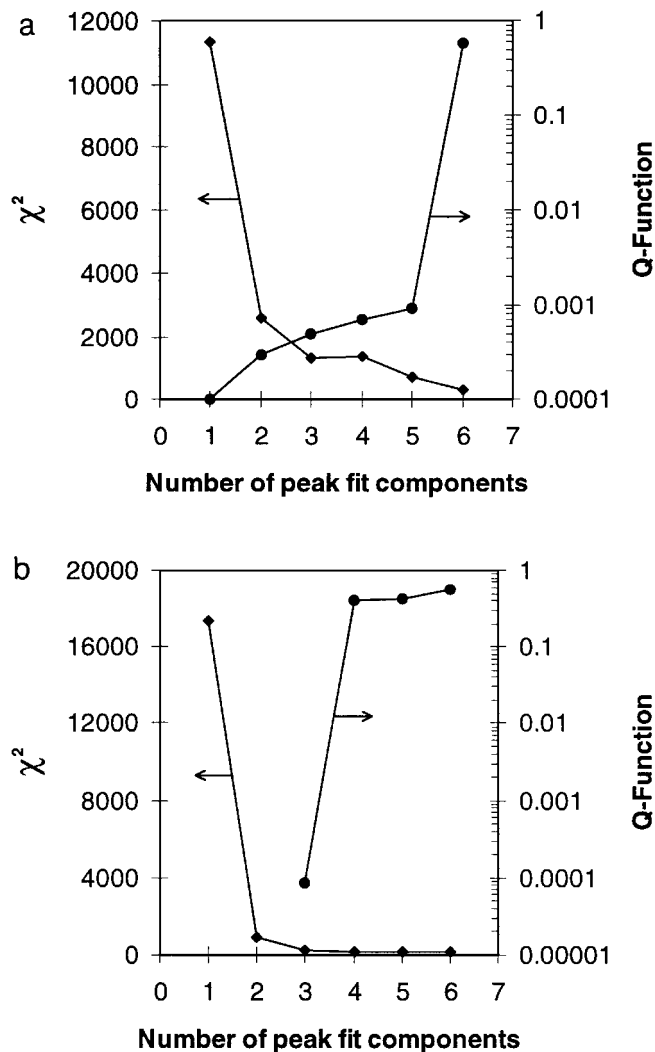 a
12000
10000
8000
6000
4000
2000
0
χ²
1
0.1
0.01
0.001
0.0001
Q-Function
0 1 2 3 4 5 6 7
Number of peak fit components
b
20000
16000
12000
8000
4000
0
χ²
1
0.1
0.01
0.001
0.0001
0.00001
Q-Function
0 1 2 3 4 5 6 7
Number of peak fit components